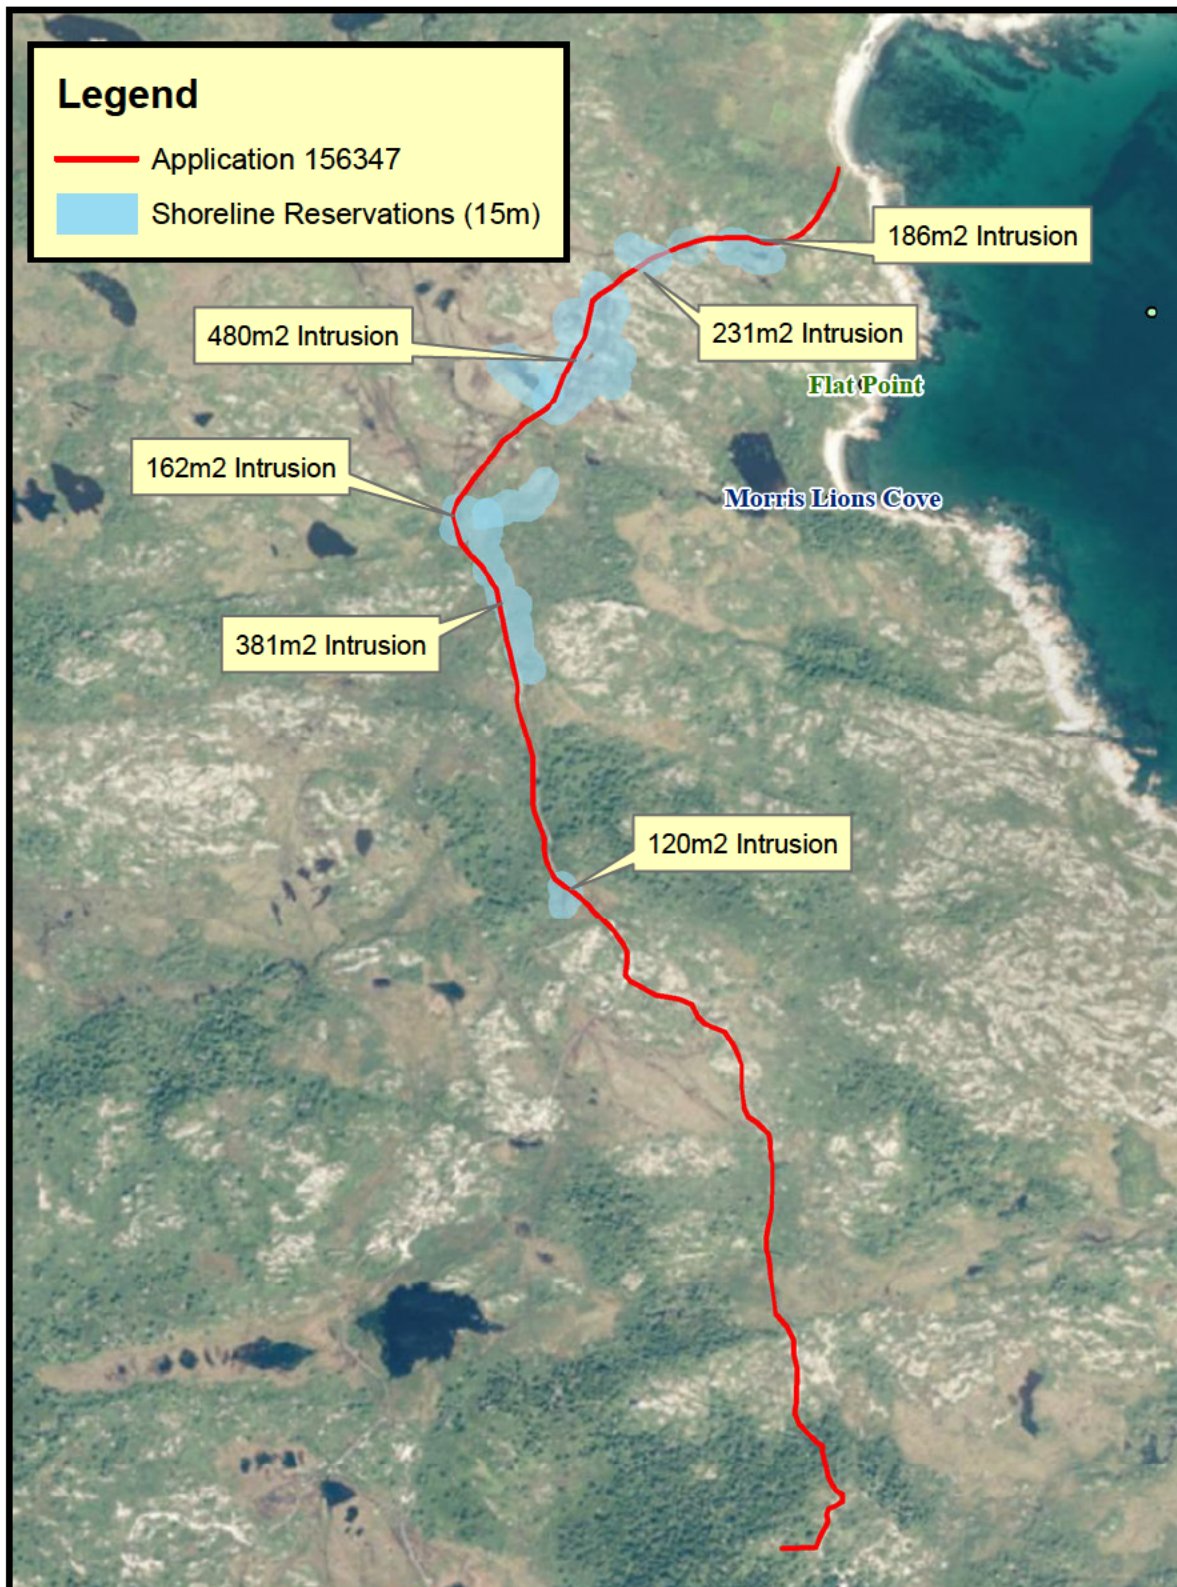 Legend
Application 156347
Shoreline Reservations (15m)
186m2 Intrusion
231m2 Intrusion
480m2 Intrusion
Flat Point
162m2 Intrusion
Morris Lions Cove
381m2 Intrusion
120m2 Intrusion